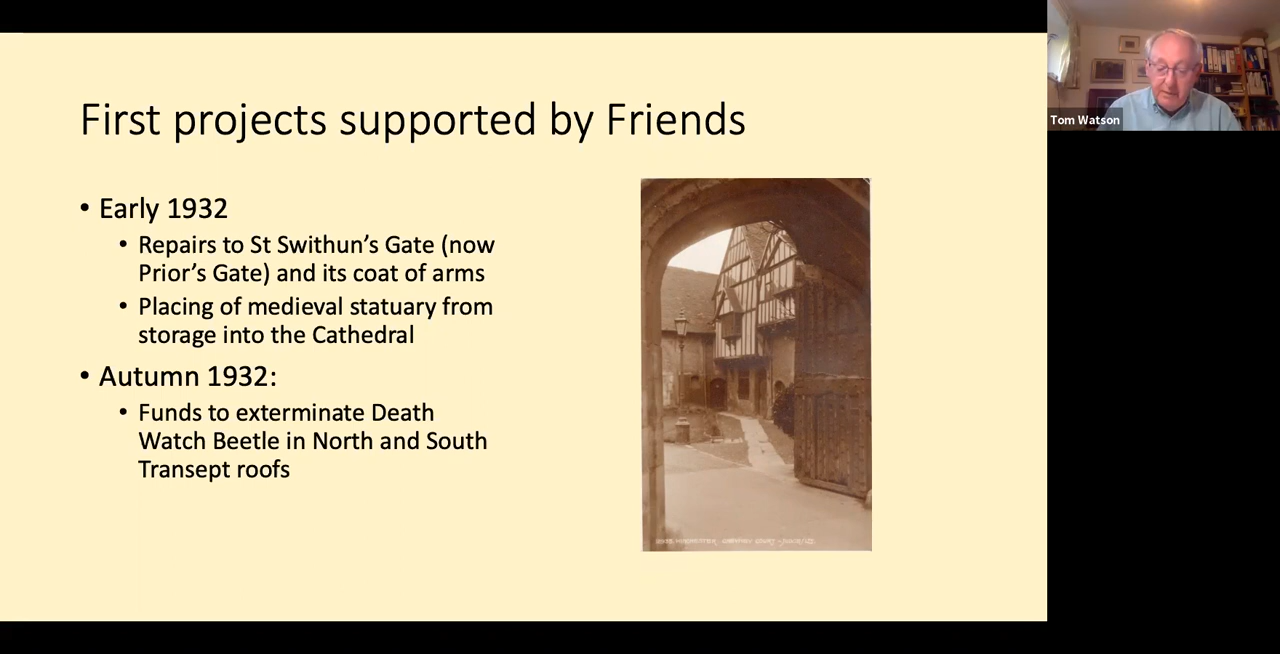 First projects supported by Friends
• Early 1932
• Repairs to St Swithun’s Gate (now
Prior’s Gate) and its coat of arms
• Placing of medieval statuary from
storage into the Cathedral
• Autumn 1932:
• Funds to exterminate Death
Watch Beetle in North and South
Transept roofs
WINCHESTER
Tom Watson